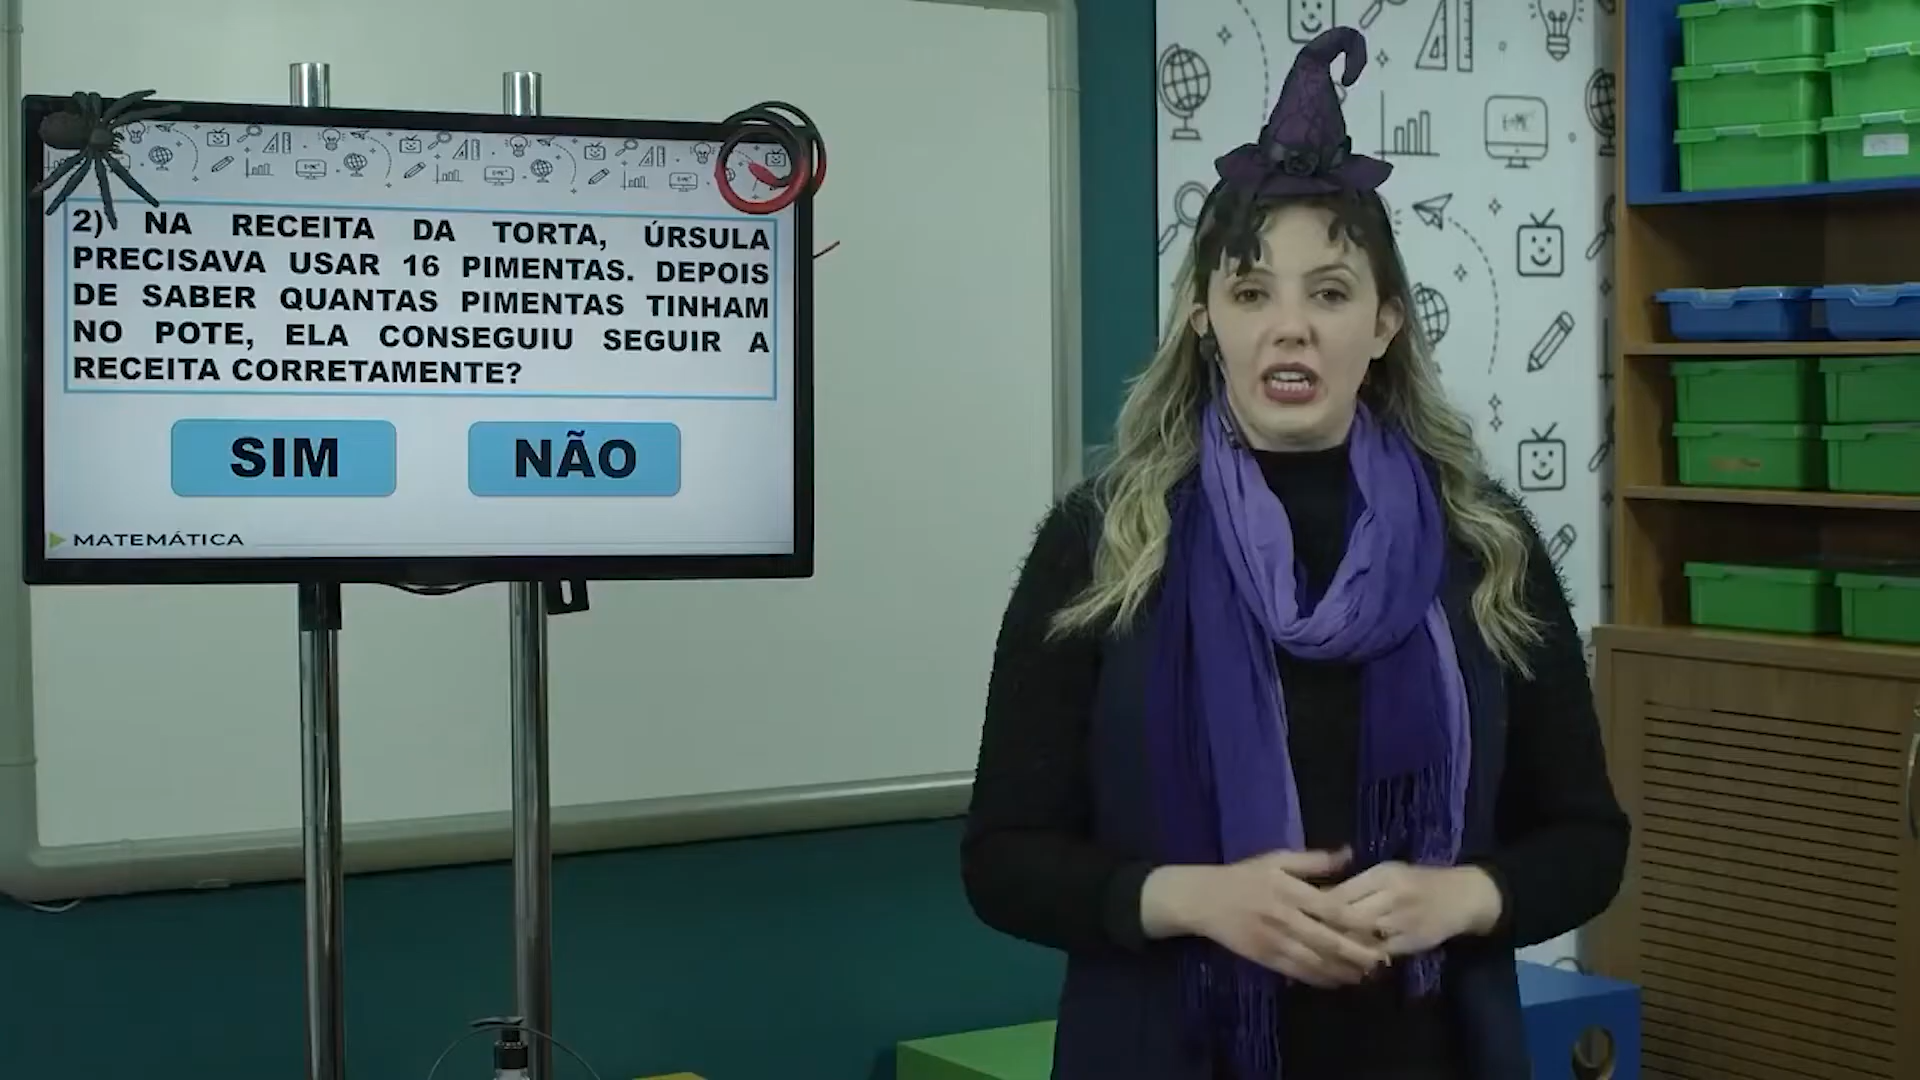 2) NA RECEITA DA TORTA, ÚRSULA
PRECISAVA USAR 16 PIMENTAS. DEPOIS
DE SABER QUANTAS PIMENTAS TINHAM
NO POTE, ELA CONSEGUIU SEGUIR A
RECEITA CORRETAMENTE?
SIM
NÃO
MATEMÁTICA